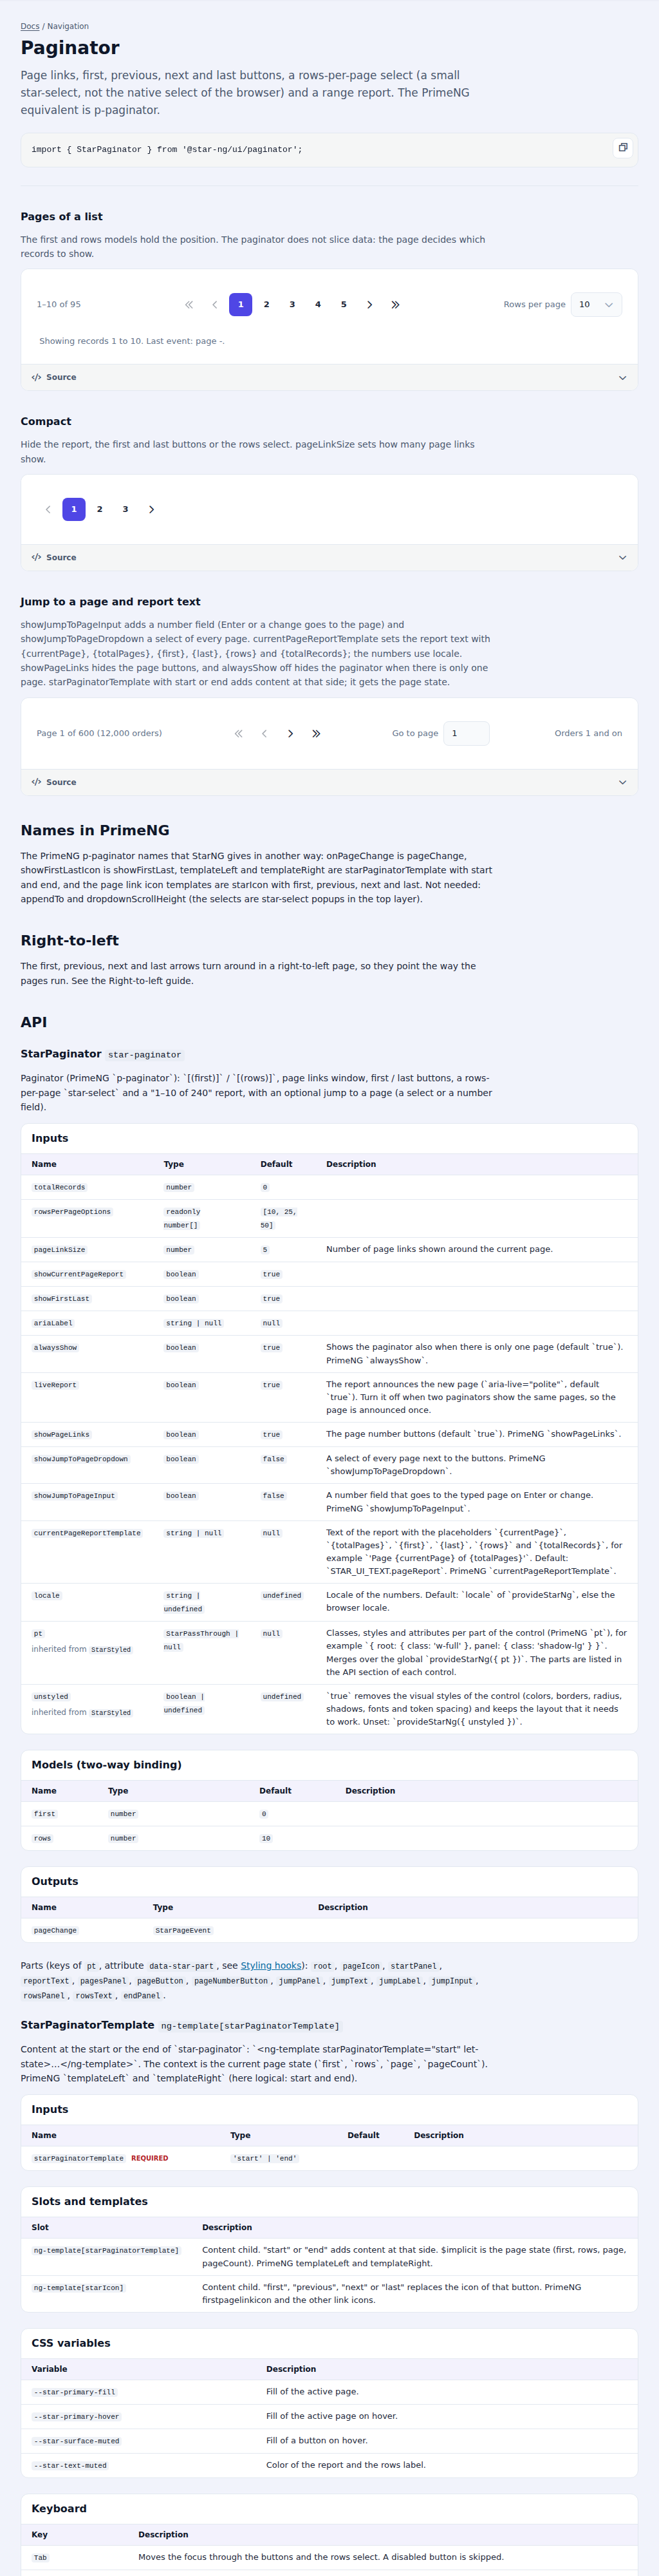 Docs / Navigation
Paginator
Page links, first, previous, next and last buttons, a rows-per-page select (a small
star-select, not the native select of the browser) and a range report. The PrimeNG
equivalent is p-paginator.
import { StarPaginator } from '@star-ng/ui/paginator';
Pages of a list
The first and rows models hold the position. The paginator does not slice data: the page decides which
records to show.
1–10 of 95 1 2 3 4 5 Rows per page 10
Showing records 1 to 10. Last event: page -.
</> Source
Compact
Hide the report, the first and last buttons or the rows select. pageLinkSize sets how many page links
show.
1 2 3
</> Source
Jump to a page and report text
showJumpToPageInput adds a number field (Enter or a change goes to the page) and
showJumpToPageDropdown a select of every page. currentPageReportTemplate sets the report text with
{currentPage}, {totalPages}, {first}, {last}, {rows} and {totalRecords}; the numbers use locale.
showPageLinks hides the page buttons, and alwaysShow off hides the paginator when there is only one
page. starPaginatorTemplate with start or end adds content at that side; it gets the page state.
Page 1 of 600 (12,000 orders) Go to page 1 Orders 1 and on
</> Source
Names in PrimeNG
The PrimeNG p-paginator names that StarNG gives in another way: onPageChange is pageChange,
showFirstLastIcon is showFirstLast, templateLeft and templateRight are starPaginatorTemplate with start
and end, and the page link icon templates are starIcon with first, previous, next and last. Not needed:
appendTo and dropdownScrollHeight (the selects are star-select popups in the top layer).
Right-to-left
The first, previous, next and last arrows turn around in a right-to-left page, so they point the way the
pages run. See the Right-to-left guide.
API
StarPaginator star-paginator
Paginator (PrimeNG `p-paginator`): `[(first)]` / `[(rows)]`, page links window, first / last buttons, a rows-
per-page `star-select` and a "1–10 of 240" report, with an optional jump to a page (a select or a number
field).
Inputs
Name Type Default Description
totalRecords number 0
rowsPerPageOptions readonly [10, 25,
number[] 50]
pageLinkSize number 5 Number of page links shown around the current page.
showCurrentPageReport boolean true
showFirstLast boolean true
ariaLabel string | null null
alwaysShow boolean true Shows the paginator also when there is only one page (default `true`).
PrimeNG `alwaysShow`.
liveReport boolean true The report announces the new page (`aria-live="polite"`, default
`true`). Turn it off when two paginators show the same pages, so the
page is announced once.
showPageLinks boolean true The page number buttons (default `true`). PrimeNG `showPageLinks`.
showJumpToPageDropdown boolean false A select of every page next to the buttons. PrimeNG
`showJumpToPageDropdown`.
showJumpToPageInput boolean false A number field that goes to the typed page on Enter or change.
PrimeNG `showJumpToPageInput`.
currentPageReportTemplate string | null null Text of the report with the placeholders `{currentPage}`,
`{totalPages}`, `{first}`, `{last}`, `{rows}` and `{totalRecords}`, for
example `'Page {currentPage} of {totalPages}'`. Default:
`STAR_UI_TEXT.pageReport`. PrimeNG `currentPageReportTemplate`.
locale string | undefined Locale of the numbers. Default: `locale` of `provideStarNg`, else the
undefined browser locale.
pt StarPassThrough | null Classes, styles and attributes per part of the control (PrimeNG `pt`), for
inherited from StarStyled null example `{ root: { class: 'w-full' }, panel: { class: 'shadow-lg' } }`.
Merges over the global `provideStarNg({ pt })`. The parts are listed in
the API section of each control.
unstyled boolean | undefined `true` removes the visual styles of the control (colors, borders, radius,
inherited from StarStyled undefined shadows, fonts and token spacing) and keeps the layout that it needs
to work. Unset: `provideStarNg({ unstyled })`.
Models (two-way binding)
Name Type Default Description
first number 0
rows number 10
Outputs
Name Type Description
pageChange StarPageEvent
Parts (keys of pt, attribute data-star-part, see Styling hooks): root, pageIcon, startPanel,
reportText, pagesPanel, pageButton, pageNumberButton, jumpPanel, jumpText, jumpLabel, jumpInput,
rowsPanel, rowsText, endPanel.
StarPaginatorTemplate ng-template[starPaginatorTemplate]
Content at the start or the end of `star-paginator`: `<ng-template starPaginatorTemplate="start" let-
state>…</ng-template>`. The context is the current page state (`first`, `rows`, `page`, `pageCount`).
PrimeNG `templateLeft` and `templateRight` (here logical: start and end).
Inputs
Name Type Default Description
starPaginatorTemplate REQUIRED 'start' | 'end'
Slots and templates
Slot Description
ng-template[starPaginatorTemplate] Content child. "start" or "end" adds content at that side. $implicit is the page state (first, rows, page,
pageCount). PrimeNG templateLeft and templateRight.
ng-template[starIcon] Content child. "first", "previous", "next" or "last" replaces the icon of that button. PrimeNG
firstpagelinkicon and the other link icons.
CSS variables
Variable Description
--star-primary-fill Fill of the active page.
--star-primary-hover Fill of the active page on hover.
--star-surface-muted Fill of a button on hover.
--star-text-muted Color of the report and the rows label.
Keyboard
Key Description
Tab Moves the focus through the buttons and the rows select. A disabled button is skipped.